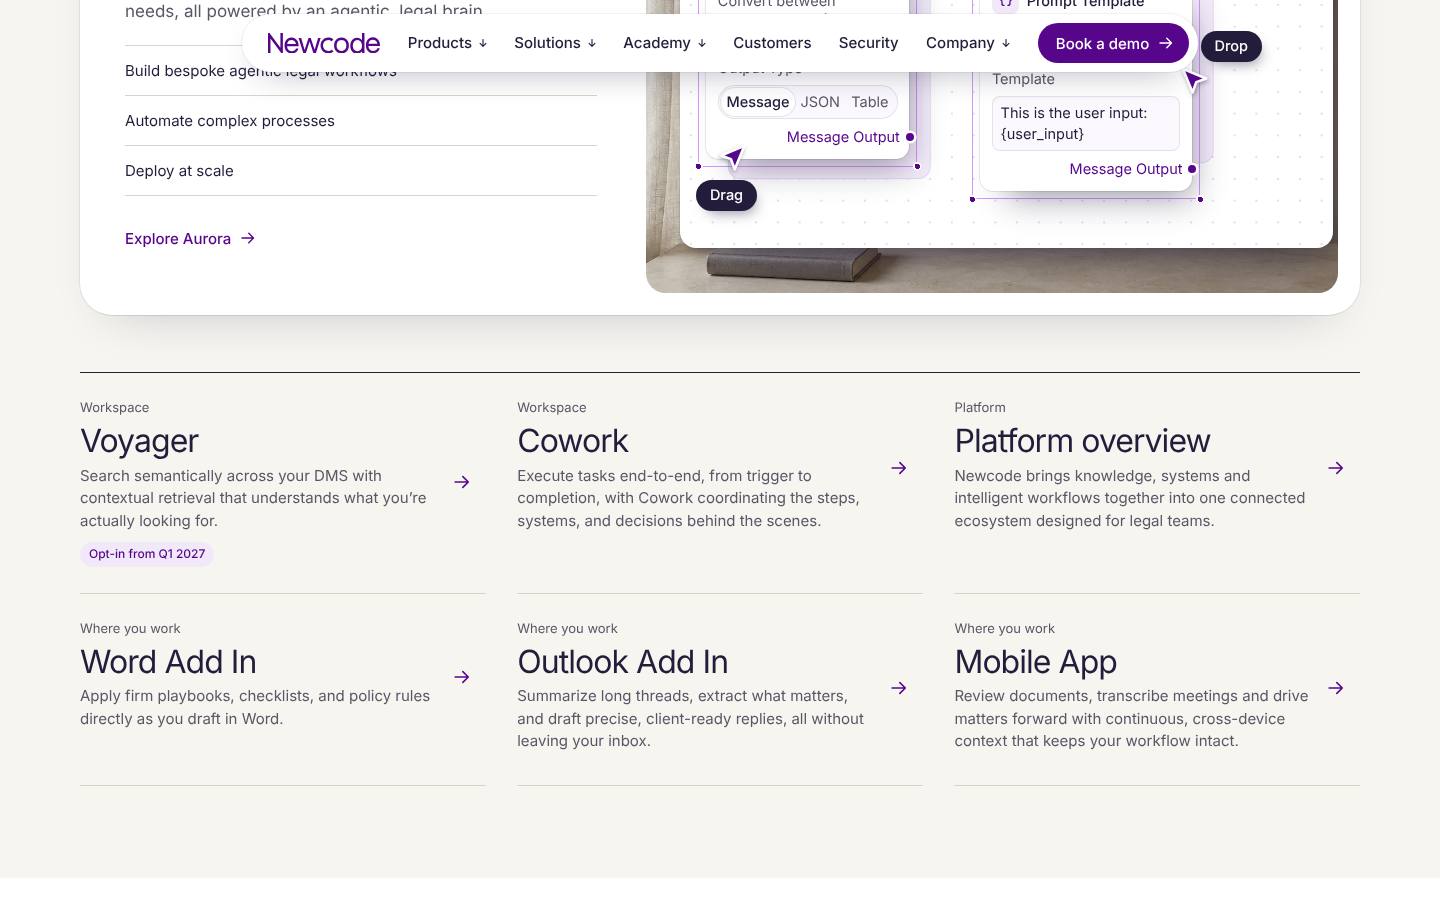 needs, all powered by an agentic legal brain
Newcode
Products
Solutions
Academy
Customers
Security
Company
Book a demo
Build bespoke agentic legal workflows
Automate complex processes
Deploy at scale
Explore Aurora
Convert between
Output Type
Message JSON Table
Message Output
Drag
Prompt Template
Template
This is the user input:
{user_input}
Message Output
Drop
Workspace
Voyager
Search semantically across your DMS with
contextual retrieval that understands what you’re
actually looking for.
Opt-in from Q1 2027
Workspace
Cowork
Execute tasks end-to-end, from trigger to
completion, with Cowork coordinating the steps,
systems, and decisions behind the scenes.
Platform
Platform overview
Newcode brings knowledge, systems and
intelligent workflows together into one connected
ecosystem designed for legal teams.
Where you work
Word Add In
Apply firm playbooks, checklists, and policy rules
directly as you draft in Word.
Where you work
Outlook Add In
Summarize long threads, extract what matters,
and draft precise, client-ready replies, all without
leaving your inbox.
Where you work
Mobile App
Review documents, transcribe meetings and drive
matters forward with continuous, cross-device
context that keeps your workflow intact.